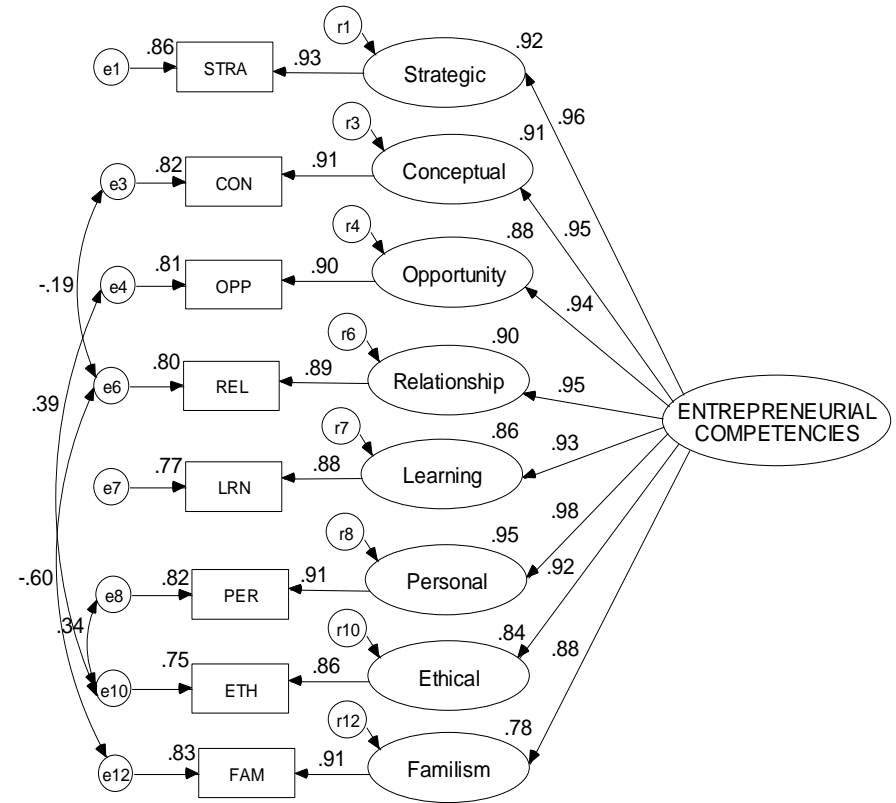 r1
.92
.86
e1
STRA
.93
Strategic
.96
r3
.91
.82
e3
CON
.91
Conceptual
.95
r4
.88
.81
e4
OPP
.90
Opportunity
.94
-.19
r6
.90
.80
e6
REL
.89
Relationship
.95
.39
ENTREPRENEURIAL
COMPETENCIES
r7
.86
.77
e7
LRN
.88
Learning
.93
r8
.95
.98
-.60
.82
e8
PER
.91
Personal
.92
.34
r10
.84
.75
e10
ETH
.86
Ethical
.88
r12
.78
.83
e12
FAM
.91
Familism